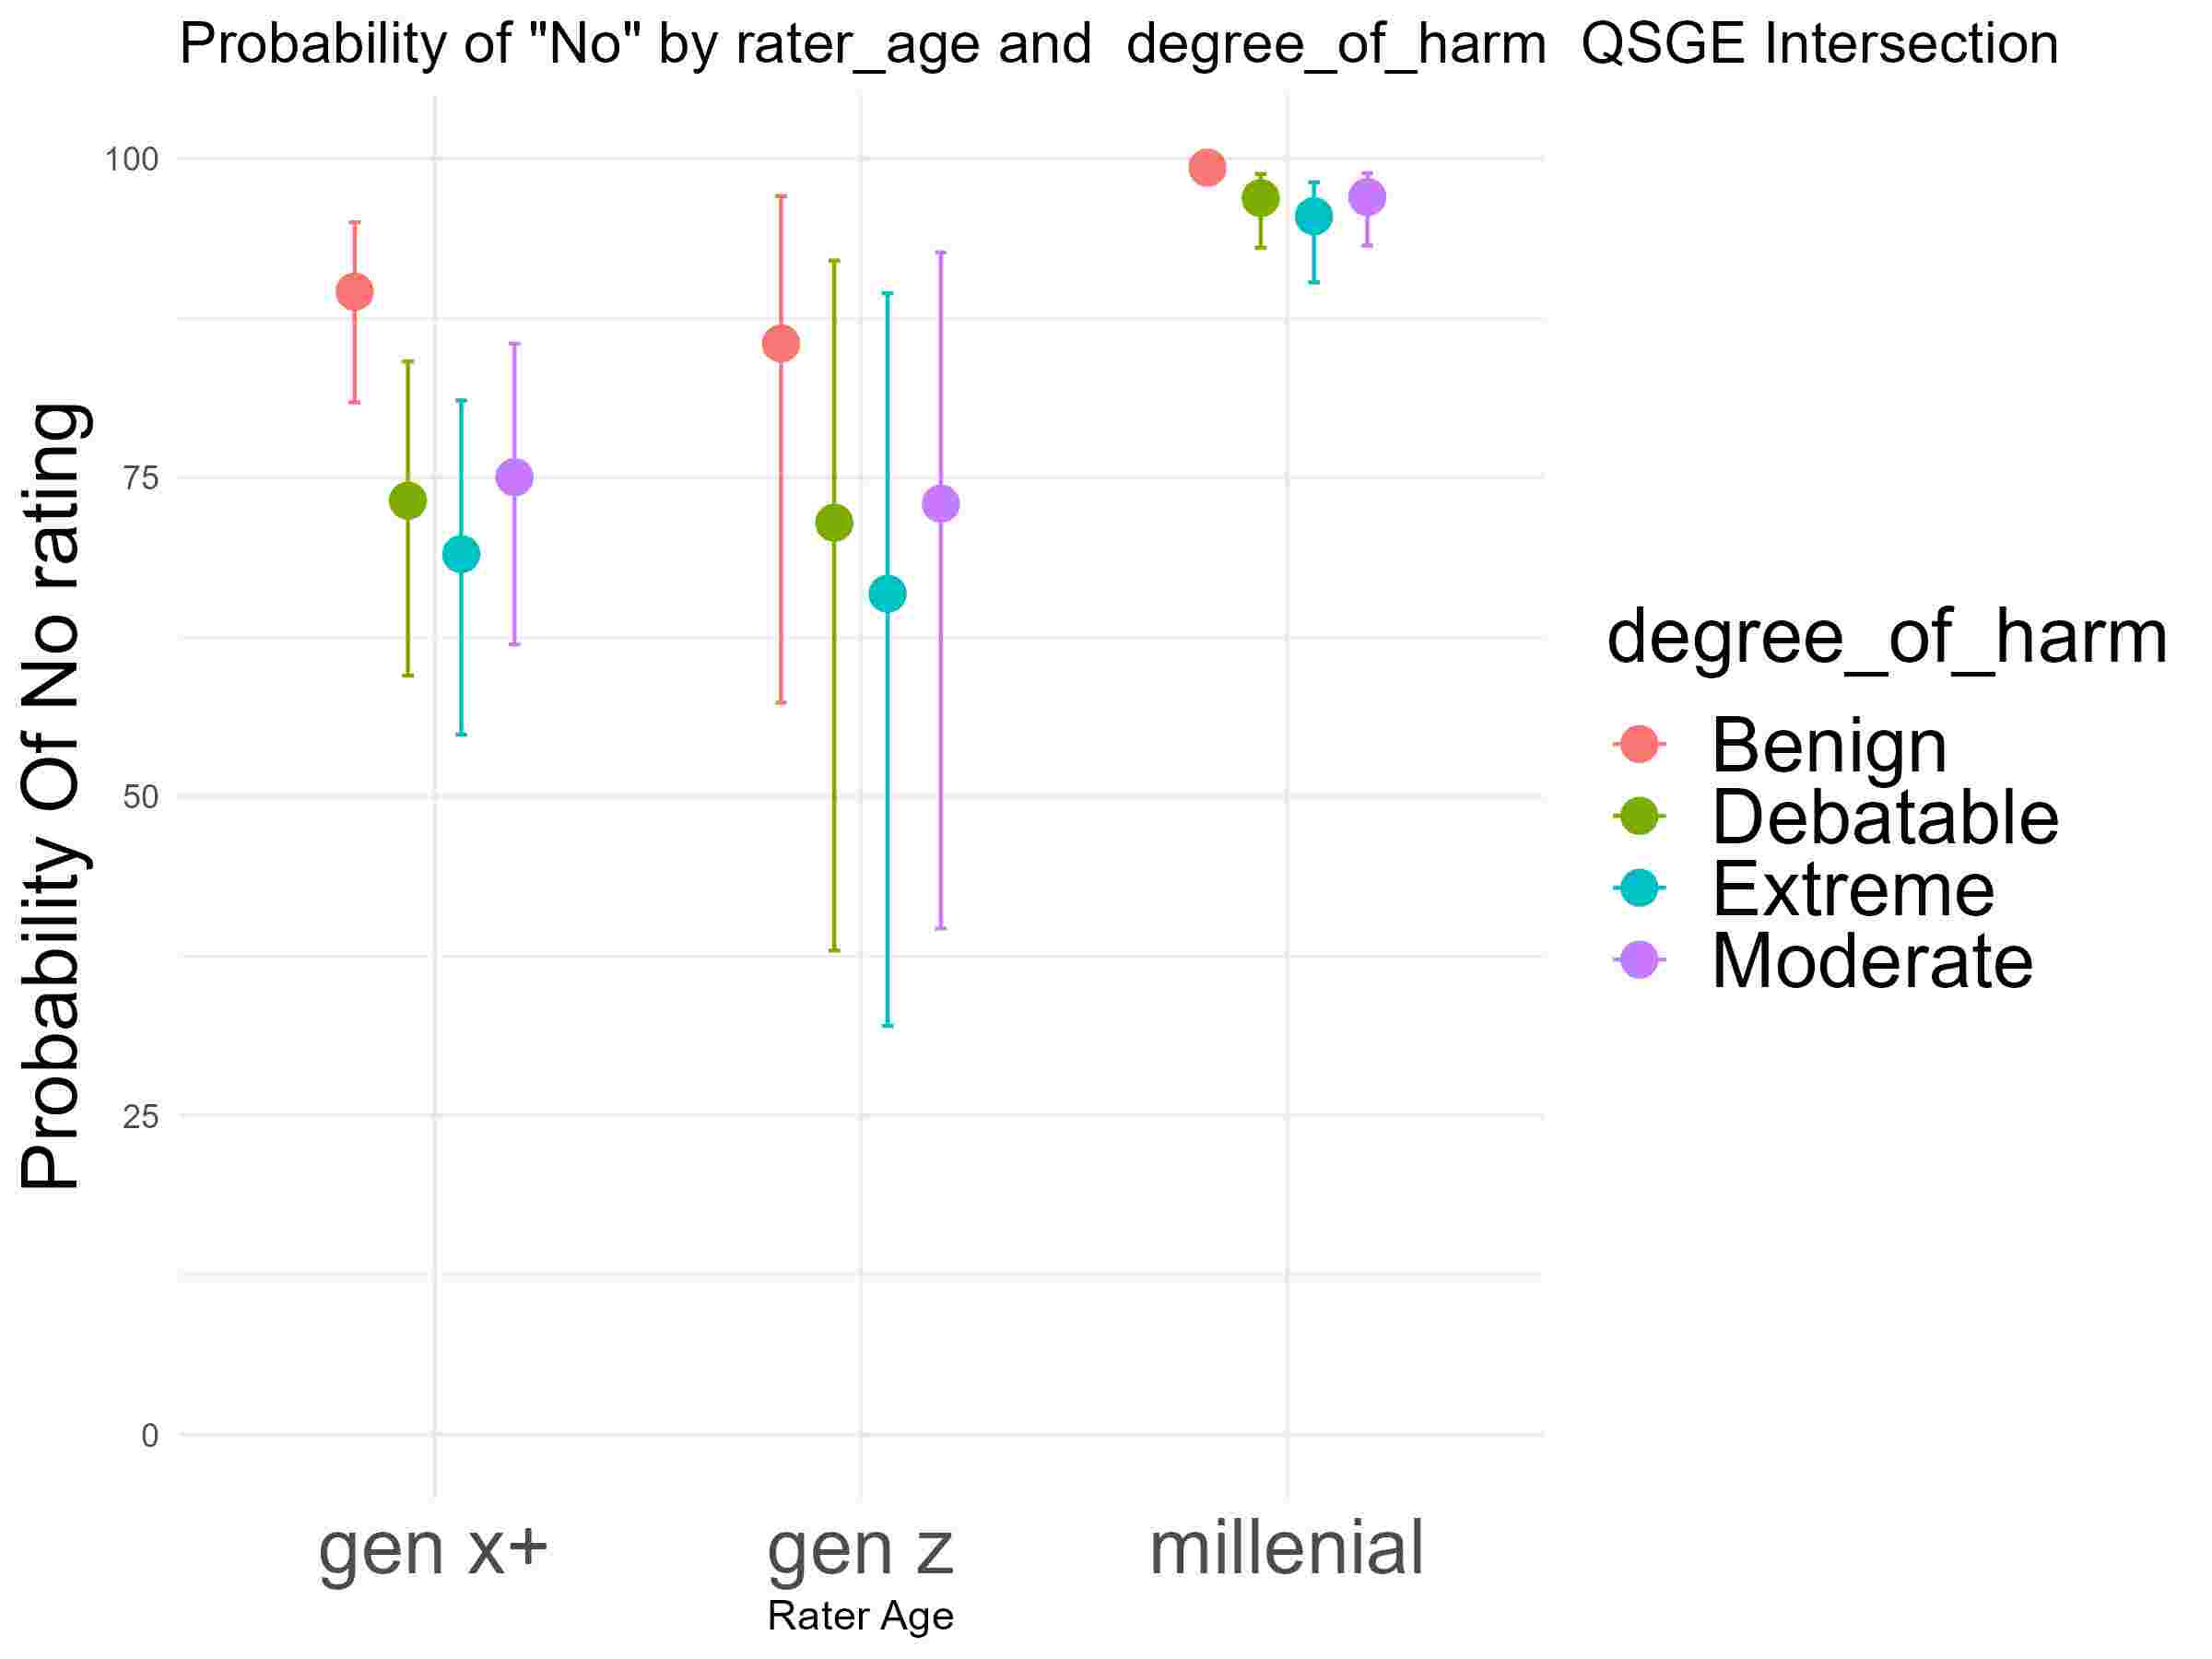 Probability of "No" by rater_age and  degree_of_harm  QSGE Intersection
Probability Of No rating
100
75
50
25
0
gen x+
gen z
millenial
Rater Age
degree_of_harm
Benign
Debatable
Extreme
Moderate